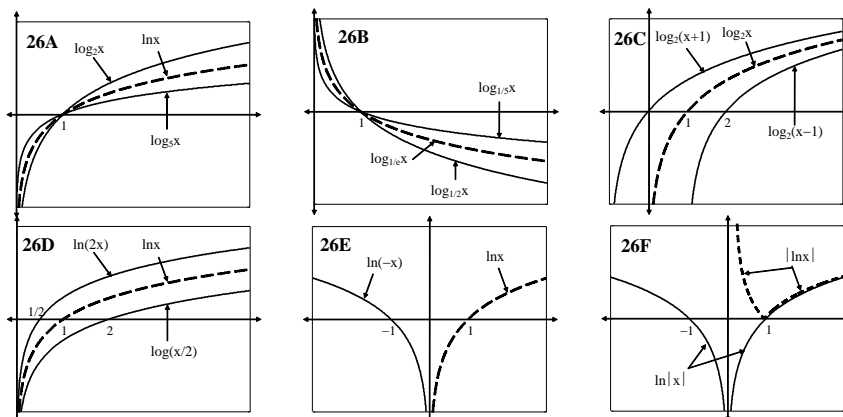 26A
log₂x
lnx
1
log₅x
26B
log₁/₅x
1
log₁/ₑx
log₁/₂x
26C
log₂(x+1)
log₂x
1
2
log₂(x−1)
26D
ln(2x)
lnx
1/2
1
2
log(x/2)
26E
ln(−x)
lnx
−1
1
26F
|lnx|
−1
1
ln|x|